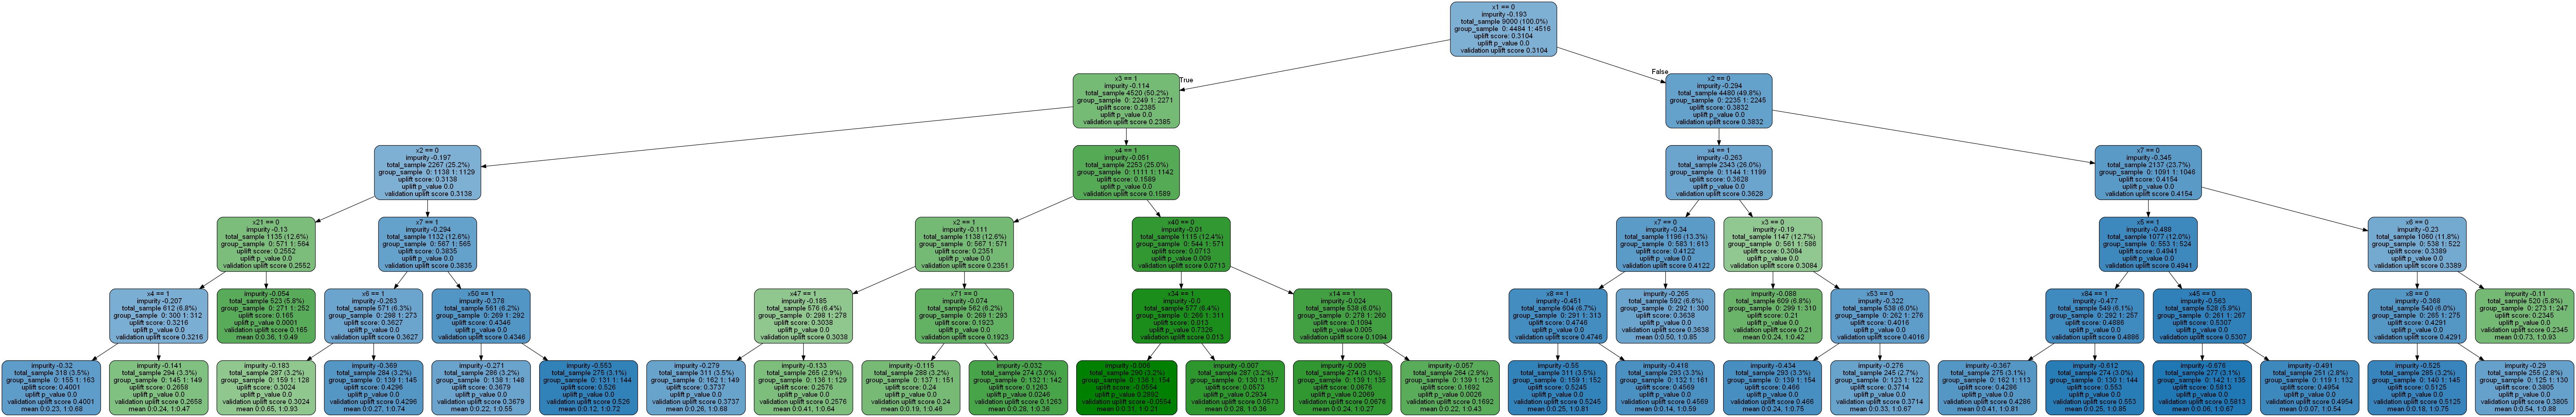 x1 == 0
impurity -0.193
total_sample 9000 (100.0%)
group_sample 0: 4484 1: 4516
uplift score: 0.3104
uplift p_value 0.0
validation uplift score 0.3104
True
False
x3 == 1
impurity -0.114
total_sample 4520 (50.2%)
group_sample 0: 2249 1: 2271
uplift score: 0.2385
uplift p_value 0.0
validation uplift score 0.2385
x2 == 0
impurity -0.294
total_sample 4480 (49.8%)
group_sample 0: 2235 1: 2245
uplift score: 0.3832
uplift p_value 0.0
validation uplift score 0.3832
x2 == 0
impurity -0.197
total_sample 2267 (25.2%)
group_sample 0: 1138 1: 1129
uplift score: 0.3138
uplift p_value 0.0
validation uplift score 0.3138
x4 == 1
impurity -0.051
total_sample 2253 (25.0%)
group_sample 0: 1111 1: 1142
uplift score: 0.1589
uplift p_value 0.0
validation uplift score 0.1589
x4 == 1
impurity -0.263
total_sample 2343 (26.0%)
group_sample 0: 1144 1: 1199
uplift score: 0.3628
uplift p_value 0.0
validation uplift score 0.3628
x7 == 0
impurity -0.345
total_sample 2137 (23.7%)
group_sample 0: 1091 1: 1046
uplift score: 0.4154
uplift p_value 0.0
validation uplift score 0.4154
x21 == 0
impurity -0.13
total_sample 1135 (12.6%)
group_sample 0: 571 1: 564
uplift score: 0.2552
uplift p_value 0.0
validation uplift score 0.2552
x7 == 1
impurity -0.294
total_sample 1132 (12.6%)
group_sample 0: 567 1: 565
uplift score: 0.3835
uplift p_value 0.0
validation uplift score 0.3835
x2 == 1
impurity -0.111
total_sample 1138 (12.6%)
group_sample 0: 567 1: 571
uplift score: 0.2351
uplift p_value 0.0
validation uplift score 0.2351
x40 == 0
impurity -0.01
total_sample 1115 (12.4%)
group_sample 0: 544 1: 571
uplift score: 0.0713
uplift p_value 0.009
validation uplift score 0.0713
x7 == 0
impurity -0.34
total_sample 1196 (13.3%)
group_sample 0: 583 1: 613
uplift score: 0.4122
uplift p_value 0.0
validation uplift score 0.4122
x3 == 0
impurity -0.19
total_sample 1147 (12.7%)
group_sample 0: 561 1: 586
uplift score: 0.3084
uplift p_value 0.0
validation uplift score 0.3084
x5 == 1
impurity -0.488
total_sample 1077 (12.0%)
group_sample 0: 553 1: 524
uplift score: 0.4941
uplift p_value 0.0
validation uplift score 0.4941
x6 == 0
impurity -0.23
total_sample 1060 (11.8%)
group_sample 0: 538 1: 522
uplift score: 0.3389
uplift p_value 0.0
validation uplift score 0.3389
x4 == 1
impurity -0.207
total_sample 612 (6.8%)
group_sample 0: 300 1: 312
uplift score: 0.3216
uplift p_value 0.0
validation uplift score 0.3216
impurity -0.054
total_sample 523 (5.8%)
group_sample 0: 271 1: 252
uplift score: 0.165
uplift p_value 0.0001
validation uplift score 0.165
mean 0:0.36, 1:0.49
x6 == 1
impurity -0.263
total_sample 571 (6.3%)
group_sample 0: 298 1: 273
uplift score: 0.3627
uplift p_value 0.0
validation uplift score 0.3627
x50 == 1
impurity -0.378
total_sample 561 (6.2%)
group_sample 0: 269 1: 292
uplift score: 0.4346
uplift p_value 0.0
validation uplift score 0.4346
x47 == 1
impurity -0.185
total_sample 576 (6.4%)
group_sample 0: 298 1: 278
uplift score: 0.3038
uplift p_value 0.0
validation uplift score 0.3038
x71 == 0
impurity -0.074
total_sample 562 (6.2%)
group_sample 0: 269 1: 293
uplift score: 0.1923
uplift p_value 0.0
validation uplift score 0.1923
x34 == 1
impurity -0.0
total_sample 577 (6.4%)
group_sample 0: 266 1: 311
uplift score: 0.013
uplift p_value 0.7326
validation uplift score 0.013
x14 == 1
impurity -0.024
total_sample 538 (6.0%)
group_sample 0: 278 1: 260
uplift score: 0.1094
uplift p_value 0.005
validation uplift score 0.1094
x8 == 1
impurity -0.451
total_sample 604 (6.7%)
group_sample 0: 291 1: 313
uplift score: 0.4746
uplift p_value 0.0
validation uplift score 0.4746
impurity -0.265
total_sample 592 (6.6%)
group_sample 0: 292 1: 300
uplift score: 0.3638
uplift p_value 0.0
validation uplift score 0.3638
mean 0:0.50, 1:0.85
impurity -0.088
total_sample 609 (6.8%)
group_sample 0: 299 1: 310
uplift score: 0.21
uplift p_value 0.0
validation uplift score 0.21
mean 0:0.24, 1:0.42
x53 == 0
impurity -0.322
total_sample 538 (6.0%)
group_sample 0: 262 1: 276
uplift score: 0.4016
uplift p_value 0.0
validation uplift score 0.4016
x84 == 1
impurity -0.477
total_sample 549 (6.1%)
group_sample 0: 292 1: 257
uplift score: 0.4886
uplift p_value 0.0
validation uplift score 0.4886
x45 == 0
impurity -0.563
total_sample 528 (5.9%)
group_sample 0: 261 1: 267
uplift score: 0.5307
uplift p_value 0.0
validation uplift score 0.5307
x8 == 0
impurity -0.368
total_sample 540 (6.0%)
group_sample 0: 265 1: 275
uplift score: 0.4291
uplift p_value 0.0
validation uplift score 0.4291
impurity -0.11
total_sample 520 (5.8%)
group_sample 0: 273 1: 247
uplift score: 0.2345
uplift p_value 0.0
validation uplift score 0.2345
mean 0:0.73, 1:0.93
impurity -0.32
total_sample 318 (3.5%)
group_sample 0: 155 1: 163
uplift score: 0.4001
uplift p_value 0.0
validation uplift score 0.4001
mean 0:0.23, 1:0.68
impurity -0.141
total_sample 294 (3.3%)
group_sample 0: 145 1: 149
uplift score: 0.2658
uplift p_value 0.0
validation uplift score 0.2658
mean 0:0.24, 1:0.47
impurity -0.183
total_sample 287 (3.2%)
group_sample 0: 159 1: 128
uplift score: 0.3024
uplift p_value 0.0
validation uplift score 0.3024
mean 0:0.65, 1:0.93
impurity -0.369
total_sample 284 (3.2%)
group_sample 0: 139 1: 145
uplift score: 0.4296
uplift p_value 0.0
validation uplift score 0.4296
mean 0:0.27, 1:0.74
impurity -0.271
total_sample 286 (3.2%)
group_sample 0: 138 1: 148
uplift score: 0.3679
uplift p_value 0.0
validation uplift score 0.3679
mean 0:0.22, 1:0.55
impurity -0.553
total_sample 275 (3.1%)
group_sample 0: 131 1: 144
uplift score: 0.526
uplift p_value 0.0
validation uplift score 0.526
mean 0:0.12, 1:0.72
impurity -0.279
total_sample 311 (3.5%)
group_sample 0: 162 1: 149
uplift score: 0.3737
uplift p_value 0.0
validation uplift score 0.3737
mean 0:0.26, 1:0.68
impurity -0.133
total_sample 265 (2.9%)
group_sample 0: 136 1: 129
uplift score: 0.2576
uplift p_value 0.0
validation uplift score 0.2576
mean 0:0.41, 1:0.64
impurity -0.115
total_sample 288 (3.2%)
group_sample 0: 137 1: 151
uplift score: 0.24
uplift p_value 0.0
validation uplift score 0.24
mean 0:0.19, 1:0.46
impurity -0.032
total_sample 274 (3.0%)
group_sample 0: 132 1: 142
uplift score: 0.1263
uplift p_value 0.0246
validation uplift score 0.1263
mean 0:0.28, 1:0.36
impurity -0.006
total_sample 290 (3.2%)
group_sample 0: 136 1: 154
uplift score: -0.0554
uplift p_value 0.2892
validation uplift score -0.0554
mean 0:0.31, 1:0.21
impurity -0.007
total_sample 287 (3.2%)
group_sample 0: 130 1: 157
uplift score: 0.0573
uplift p_value 0.2934
validation uplift score 0.0573
mean 0:0.28, 1:0.36
impurity -0.009
total_sample 274 (3.0%)
group_sample 0: 139 1: 135
uplift score: 0.0676
uplift p_value 0.2069
validation uplift score 0.0676
mean 0:0.24, 1:0.27
impurity -0.057
total_sample 264 (2.9%)
group_sample 0: 139 1: 125
uplift score: 0.1692
uplift p_value 0.0026
validation uplift score 0.1692
mean 0:0.22, 1:0.43
impurity -0.55
total_sample 311 (3.5%)
group_sample 0: 159 1: 152
uplift score: 0.5245
uplift p_value 0.0
validation uplift score 0.5245
mean 0:0.25, 1:0.81
impurity -0.418
total_sample 293 (3.3%)
group_sample 0: 132 1: 161
uplift score: 0.4569
uplift p_value 0.0
validation uplift score 0.4569
mean 0:0.14, 1:0.59
impurity -0.434
total_sample 293 (3.3%)
group_sample 0: 139 1: 154
uplift score: 0.466
uplift p_value 0.0
validation uplift score 0.466
mean 0:0.24, 1:0.75
impurity -0.276
total_sample 245 (2.7%)
group_sample 0: 123 1: 122
uplift score: 0.3714
uplift p_value 0.0
validation uplift score 0.3714
mean 0:0.33, 1:0.67
impurity -0.367
total_sample 275 (3.1%)
group_sample 0: 162 1: 113
uplift score: 0.4286
uplift p_value 0.0
validation uplift score 0.4286
mean 0:0.41, 1:0.81
impurity -0.612
total_sample 274 (3.0%)
group_sample 0: 130 1: 144
uplift score: 0.553
uplift p_value 0.0
validation uplift score 0.553
mean 0:0.25, 1:0.85
impurity -0.676
total_sample 277 (3.1%)
group_sample 0: 142 1: 135
uplift score: 0.5813
uplift p_value 0.0
validation uplift score 0.5813
mean 0:0.06, 1:0.67
impurity -0.491
total_sample 251 (2.8%)
group_sample 0: 119 1: 132
uplift score: 0.4954
uplift p_value 0.0
validation uplift score 0.4954
mean 0:0.07, 1:0.54
impurity -0.525
total_sample 285 (3.2%)
group_sample 0: 140 1: 145
uplift score: 0.5125
uplift p_value 0.0
validation uplift score 0.5125
mean 0:0.18, 1:0.75
impurity -0.29
total_sample 255 (2.8%)
group_sample 0: 125 1: 130
uplift score: 0.3805
uplift p_value 0.0
validation uplift score 0.3805
mean 0:0.54, 1:0.88